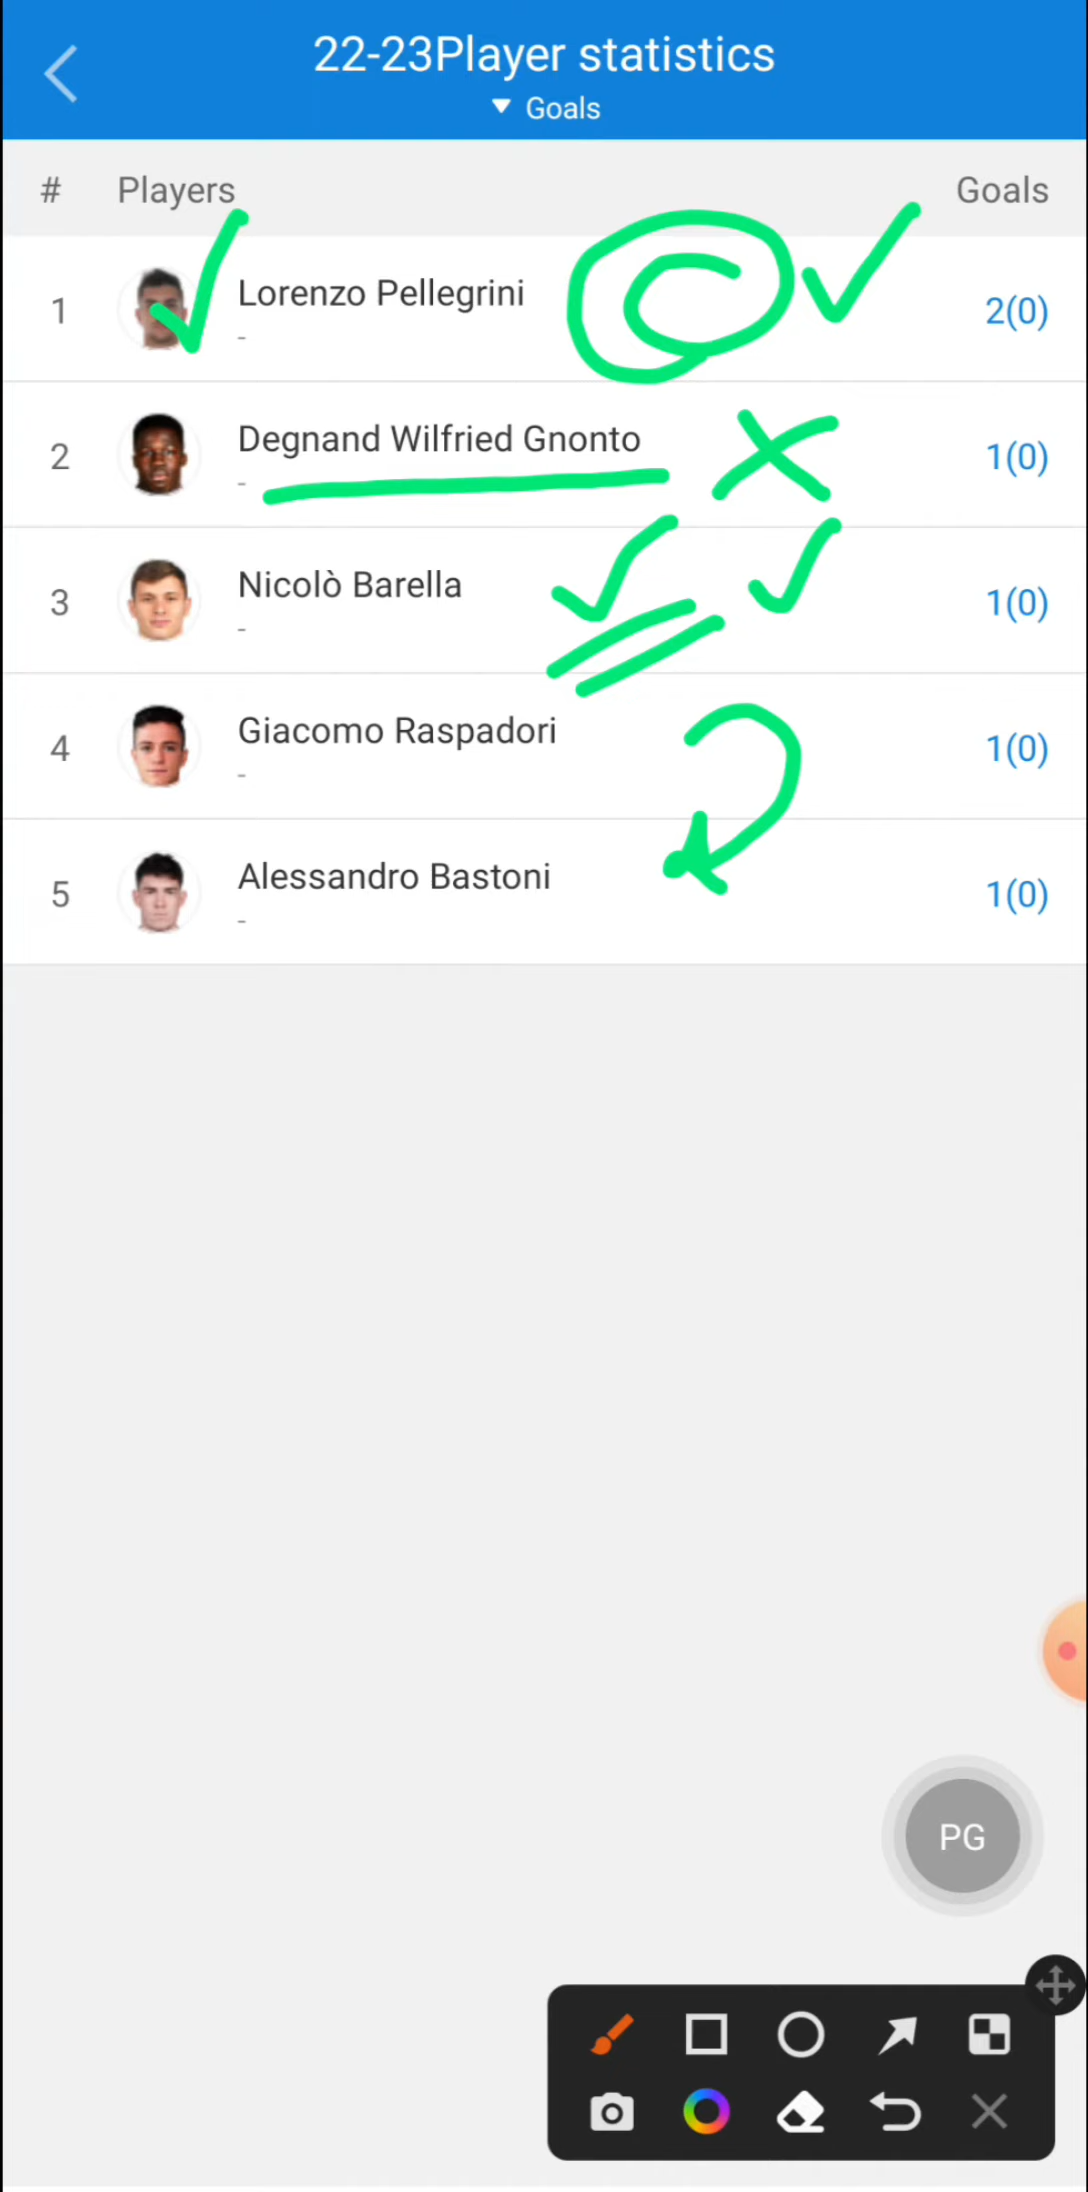 22-23Player statistics
Goals
# Players Goals
1 Lorenzo Pellegrini 2(0)
-
2 Degnand Wilfried Gnonto 1(0)
-
3 Nicolò Barella 1(0)
-
4 Giacomo Raspadori 1(0)
-
5 Alessandro Bastoni 1(0)
-
PG